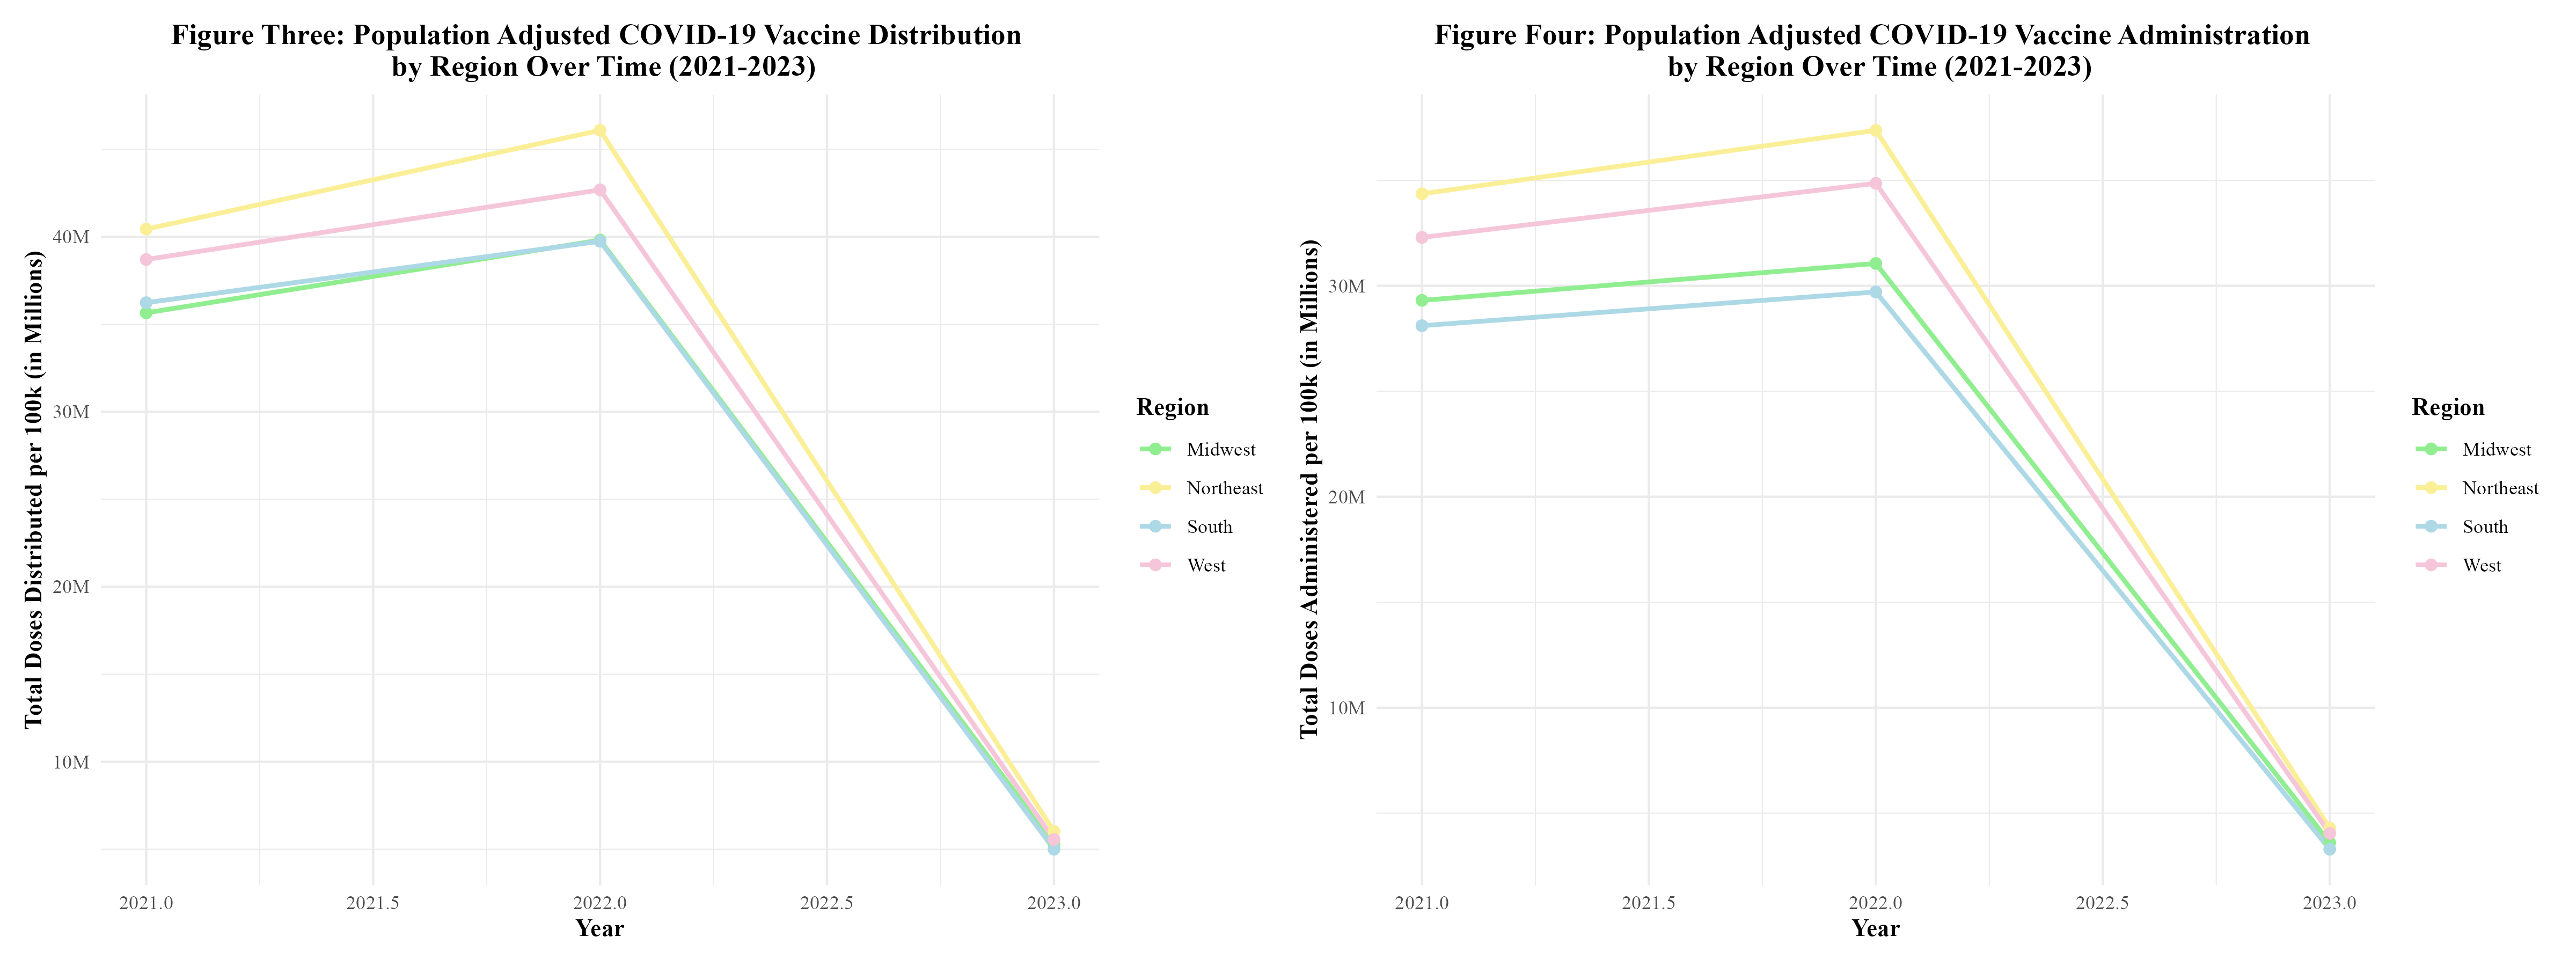 Figure Three: Population Adjusted COVID-19 Vaccine Distribution
by Region Over Time (2021-2023)
Total Doses Distributed per 100k (in Millions)
40M
30M
20M
10M
2021.0
2021.5
2022.0
2022.5
2023.0
Year
Region
Midwest
Northeast
South
West
Figure Four: Population Adjusted COVID-19 Vaccine Administration
by Region Over Time (2021-2023)
Total Doses Administered per 100k (in Millions)
30M
20M
10M
2021.0
2021.5
2022.0
2022.5
2023.0
Year
Region
Midwest
Northeast
South
West